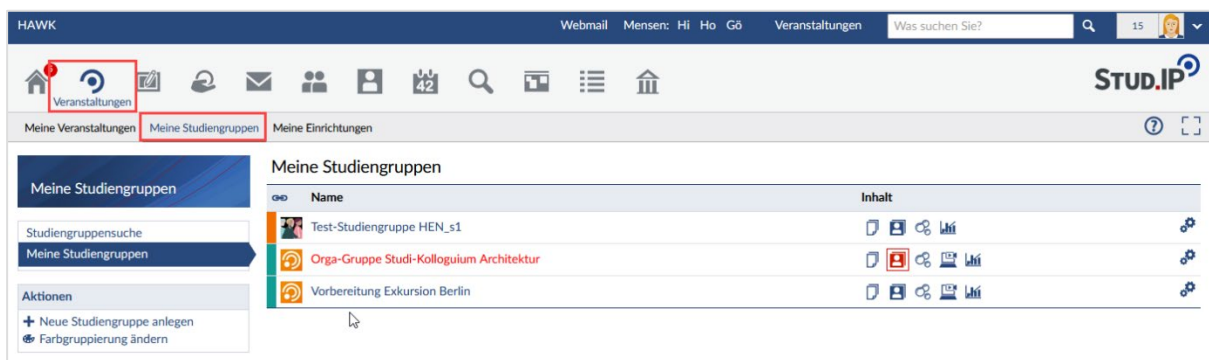 HAWK Webmail Mensen: Hi Ho Gö Veranstaltungen Was suchen Sie? 15
Veranstaltungen 42 STUD.IP
Meine Veranstaltungen Meine Studiengruppen Meine Einrichtungen
Meine Studiengruppen
Studiengruppensuche
Meine Studiengruppen
Aktionen
Neue Studiengruppe anlegen
Farbgruppierung ändern
Meine Studiengruppen
Name Inhalt
Test-Studiengruppe HEN_s1
Orga-Gruppe Studi-Kolloguium Architektur
Vorbereitung Exkursion Berlin